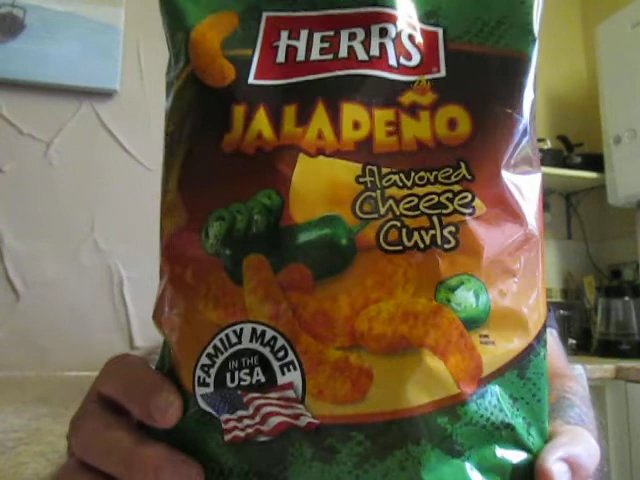 HERR'S
JALAPEÑO
flavored
Cheese
Curls
FAMILY MADE
IN THE
USA